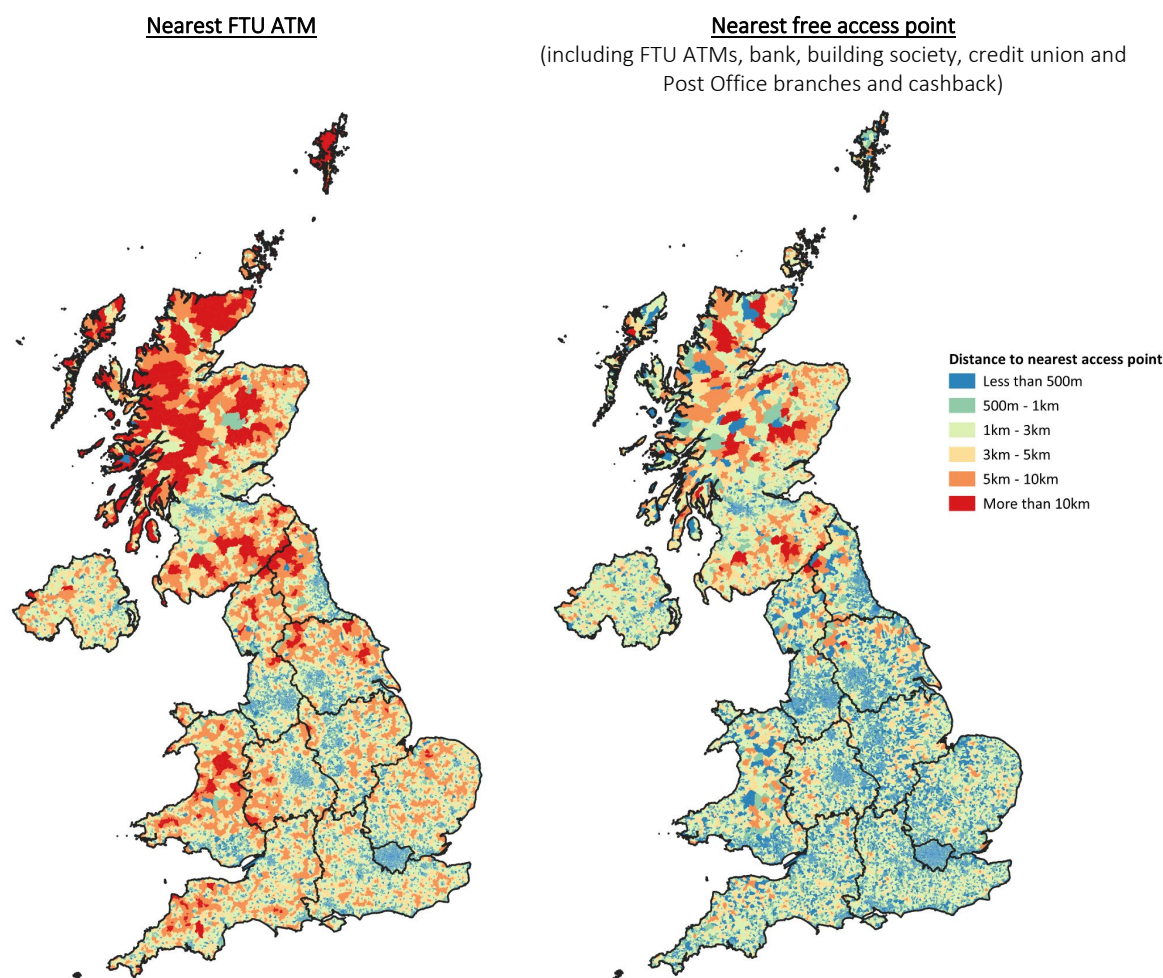 Nearest FTU ATM
Nearest free access point
(including FTU ATMs, bank, building society, credit union and
Post Office branches and cashback)
Distance to nearest access point
Less than 500m
500m - 1km
1km - 3km
3km - 5km
5km - 10km
More than 10km